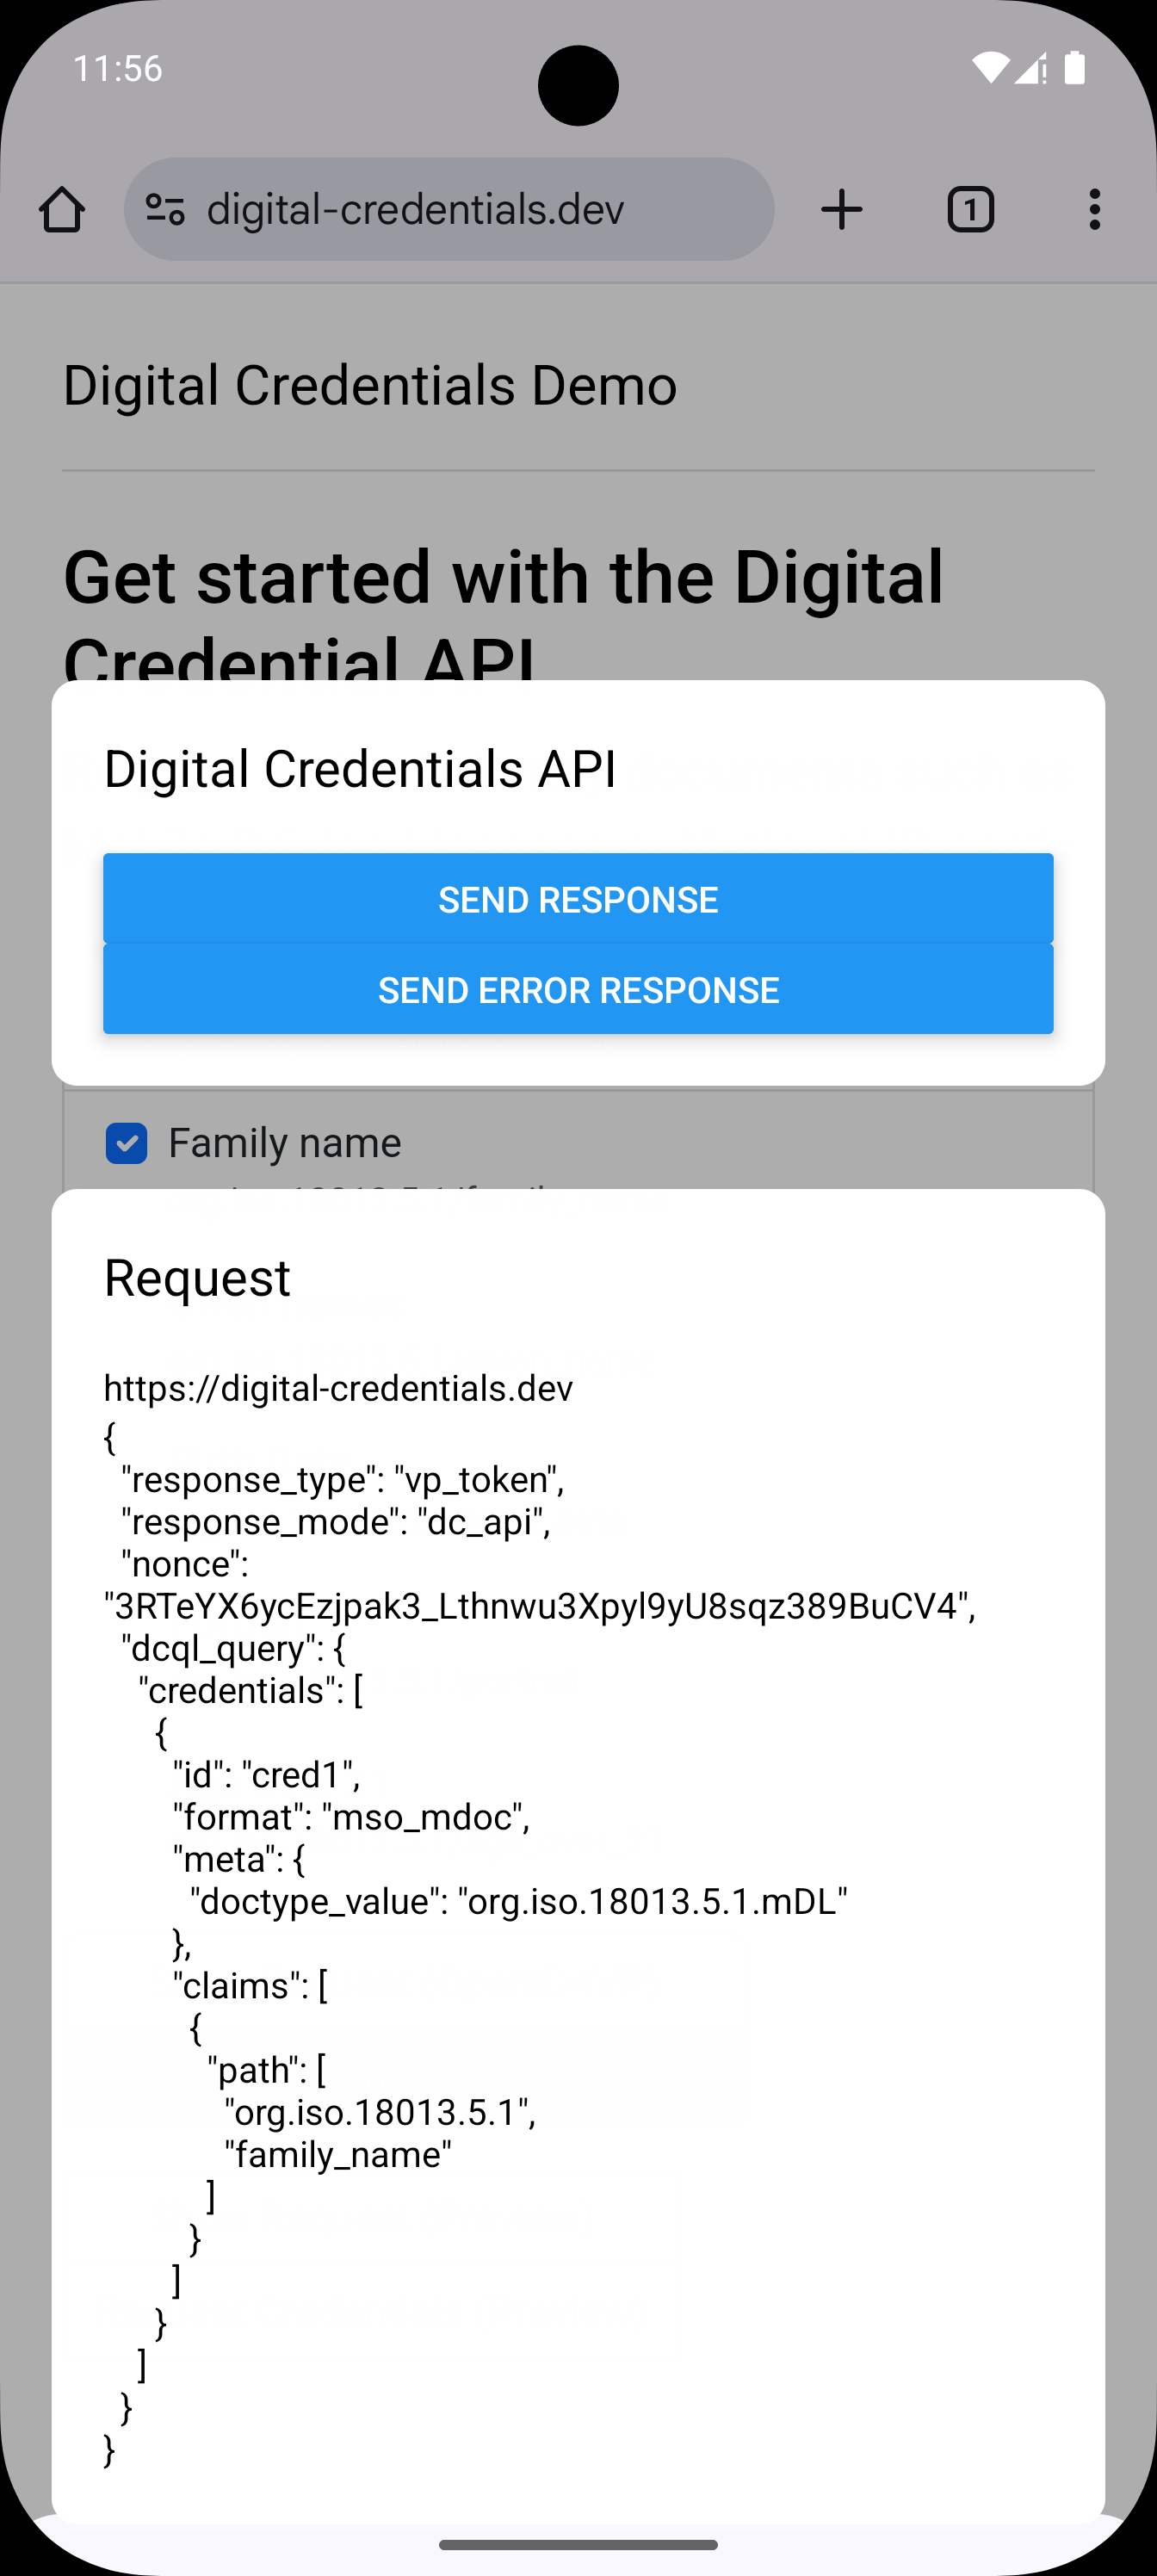 11:56
digital-credentials.dev
1
Digital Credentials Demo
Get started with the Digital
Credential API
Digital Credentials API
SEND RESPONSE
SEND ERROR RESPONSE
Family name
Request
https://digital-credentials.dev
{
  "response_type": "vp_token",
  "response_mode": "dc_api",
  "nonce":
"3RTeYX6ycEzjpak3_Lthnwu3Xpyl9yU8sqz389BuCV4",
  "dcql_query": {
    "credentials": [
      {
        "id": "cred1",
        "format": "mso_mdoc",
        "meta": {
          "doctype_value": "org.iso.18013.5.1.mDL"
        },
        "claims": [
          {
            "path": [
              "org.iso.18013.5.1",
              "family_name"
            ]
          }
        ]
      }
    ]
  }
}